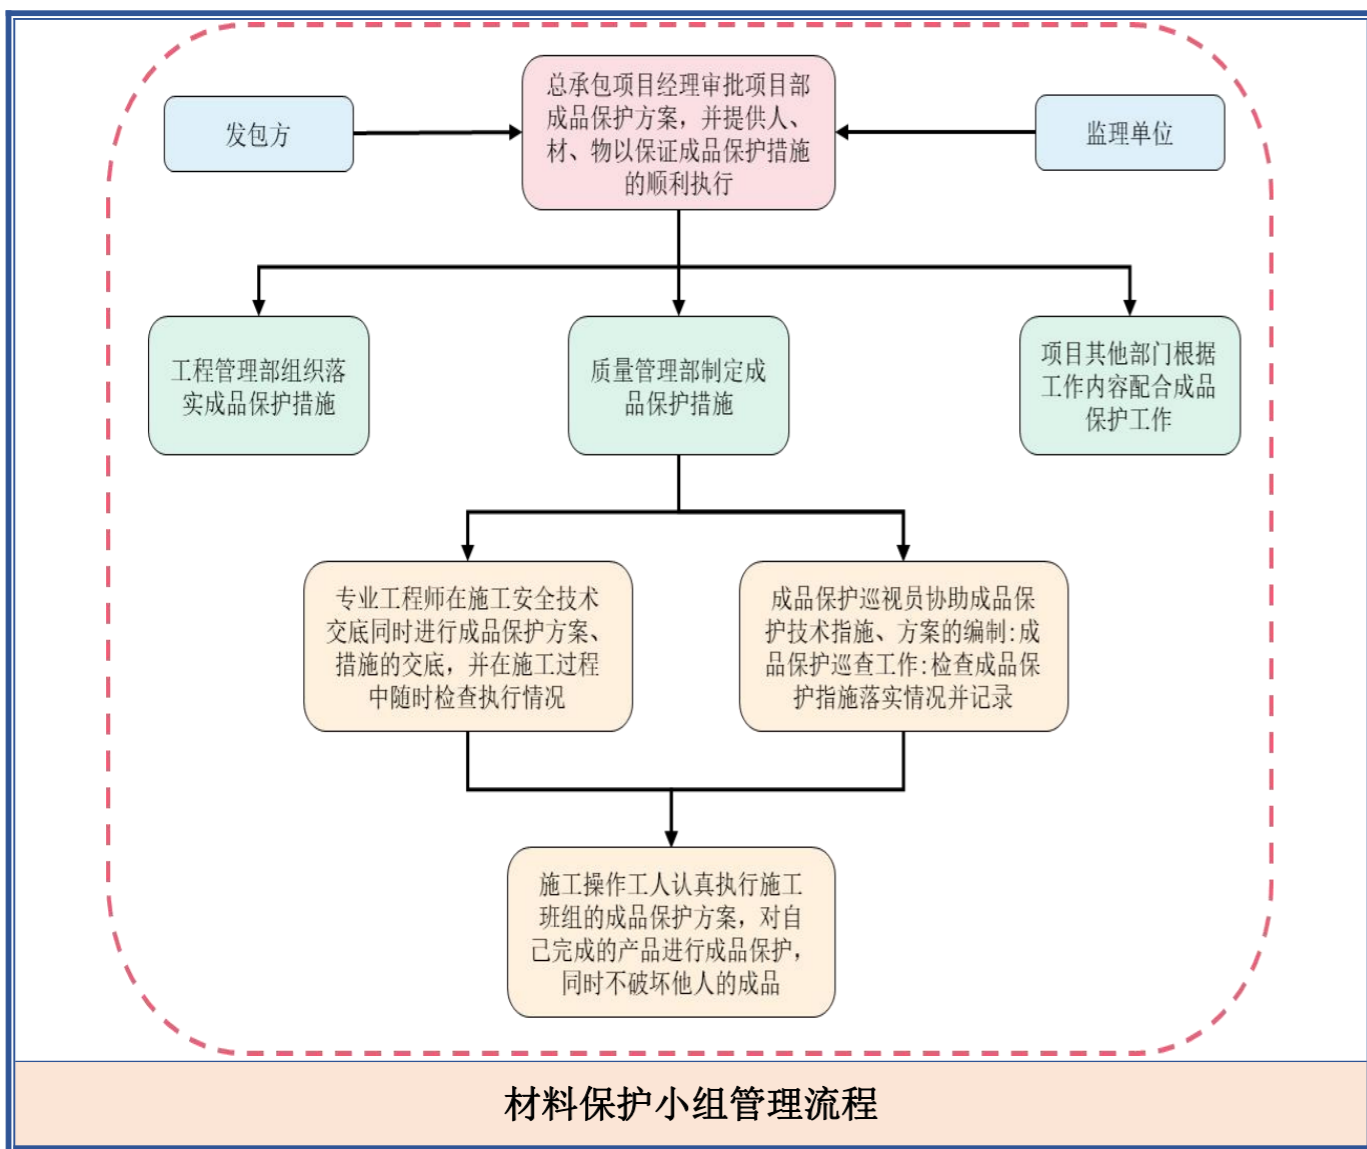 总承包项目经理审批项目部
成品保护方案，并提供人、
材、物以保证成品保护措施
的顺利执行
发包方
监理单位
工程管理部组织落
实成品保护措施
质量管理部制定成
品保护措施
项目其他部门根据
工作内容配合成品
保护工作
专业工程师在施工安全技术
交底同时进行成品保护方案、
措施的交底，并在施工过程
中随时检查执行情况
成品保护巡视员协助成品保
护技术指施、方案的编制:成
品保护巡查工作:检查成品保
护指施落实情况并记录
施工操作工人认真执行施工
班组的成品保护方案，对自
己完成的产品进行成品保护，
同时不破坏他人的成品
材料保护小组管理流程